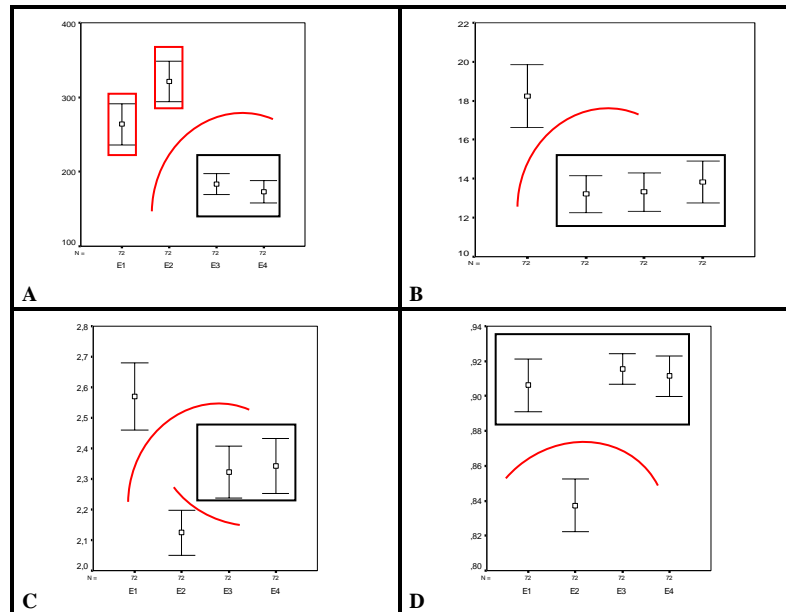 400
300
200
100
N = 72 72 72 72
E1 E2 E3 E4
A
22
20
18
16
14
12
10
N = 72 72 72 72
B
2,8
2,7
2,6
2,5
2,4
2,3
2,2
2,1
2,0
N = 72 72 72 72
E1 E2 E3 E4
C
,94
,92
,90
,88
,86
,84
,82
,80
N = 72 72 72 72
E1 E2 E3 E4
D